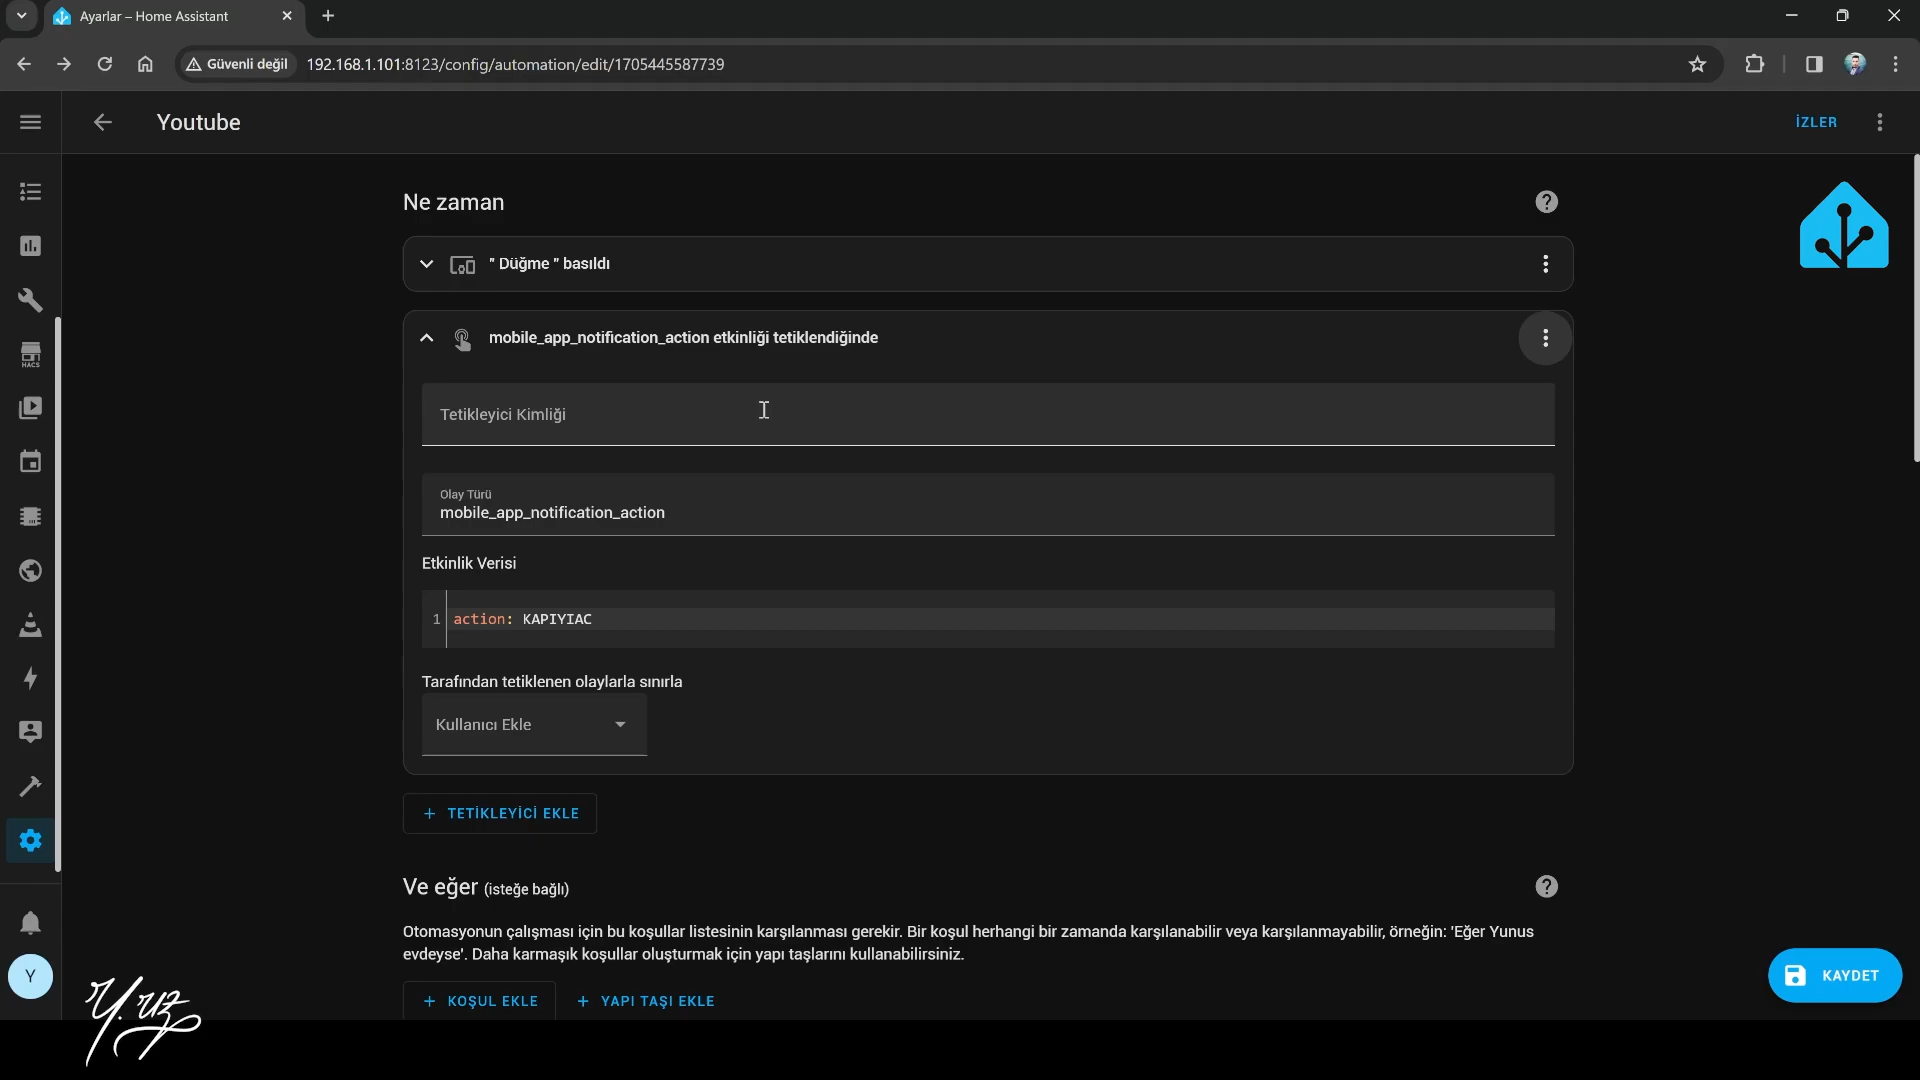 Ayarlar – Home Assistant
Güvenli değil
192.168.1.101:8123/config/automation/edit/1705445587739
Youtube
İZLER
Ne zaman
" Düğme " basıldı
mobile_app_notification_action etkinliği tetiklendiğinde
Tetikleyici Kimliği
Olay Türü
mobile_app_notification_action
Etkinlik Verisi
1 action: KAPIYIAC
Tarafından tetiklenen olaylarla sınırla
Kullanıcı Ekle
+ TETİKLEYİCİ EKLE
Ve eğer (isteğe bağlı)
Otomasyonun çalışması için bu koşullar listesinin karşılanması gerekir. Bir koşul herhangi bir zamanda karşılanabilir veya karşılanmayabilir, örneğin: 'Eğer Yunus
evdeyse'. Daha karmaşık koşullar oluşturmak için yapı taşlarını kullanabilirsiniz.
+ KOŞUL EKLE
+ YAPI TAŞI EKLE
KAYDET
HACS
Y